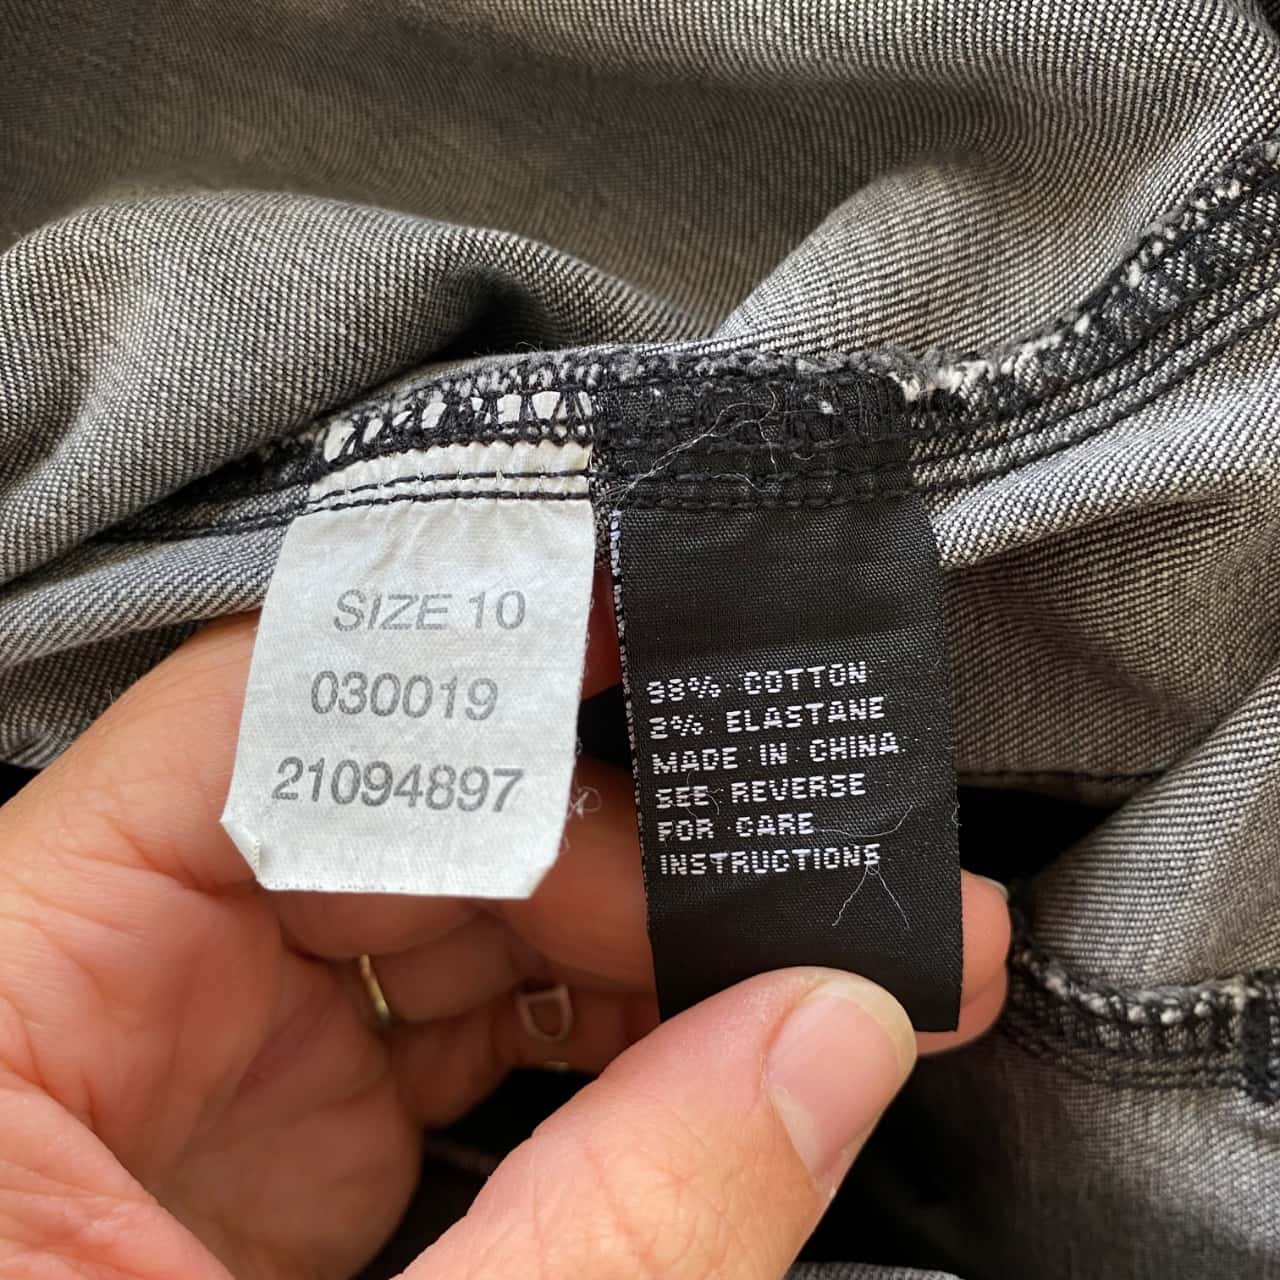 SIZE 10
030019
21094897
98% COTTON
2% ELASTANE
MADE IN CHINA
SEE REVERSE
FOR CARE
INSTRUCTIONS